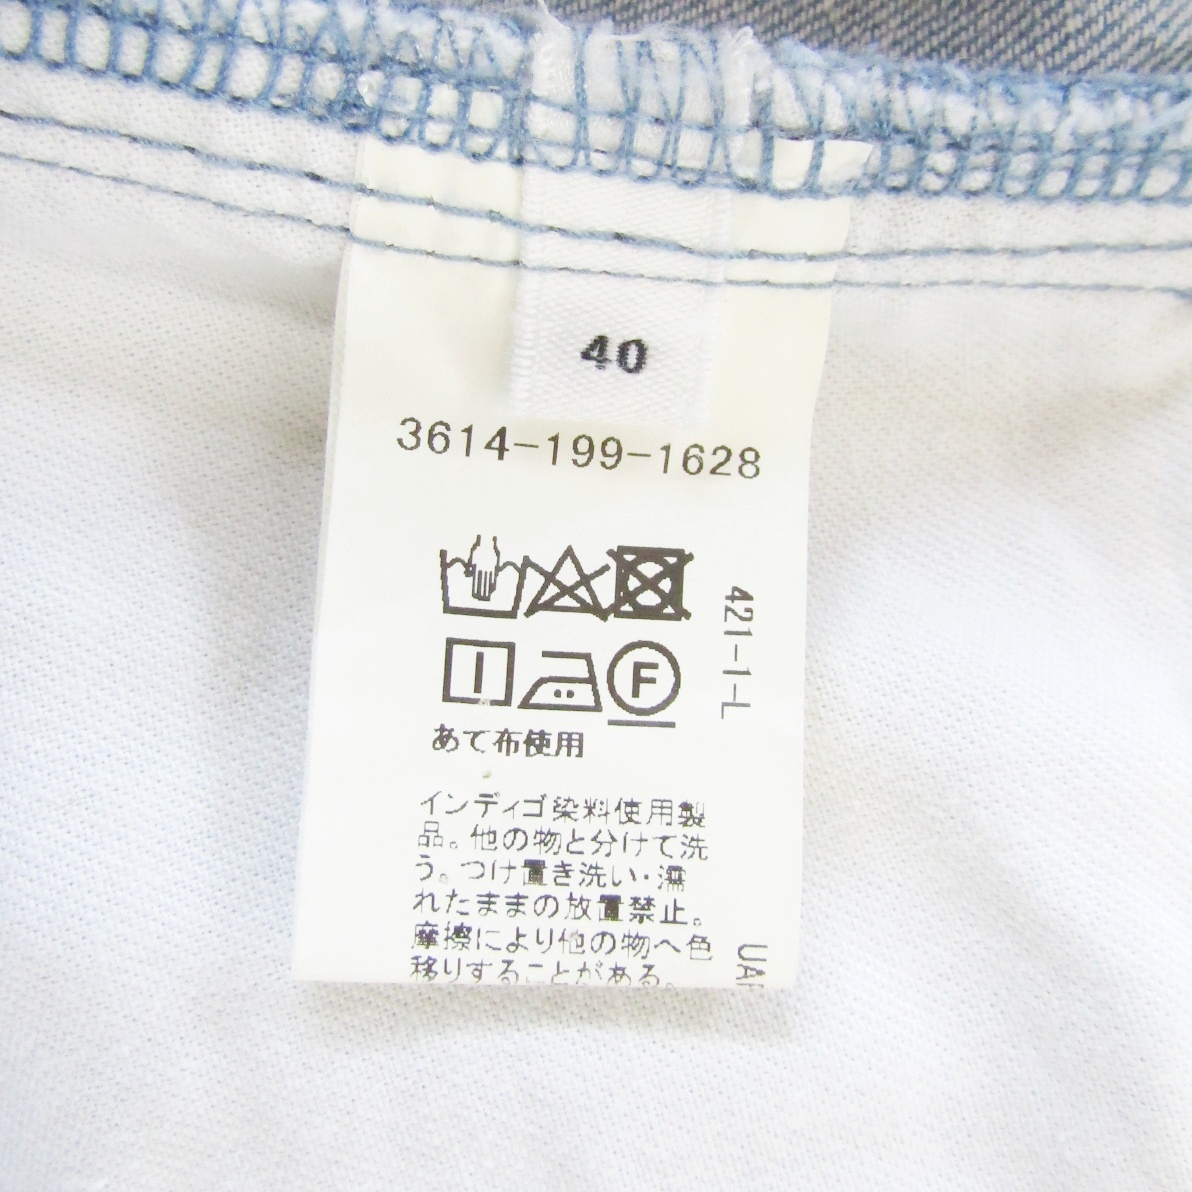 40
3614-199-1628
421-1-L
F
あて布使用
インディゴ染料使用製
品。他の物と分けて洗
う。つけ置き洗い・濡
れたままの放置禁止。
摩擦により他の物へ色
移りすることがある。